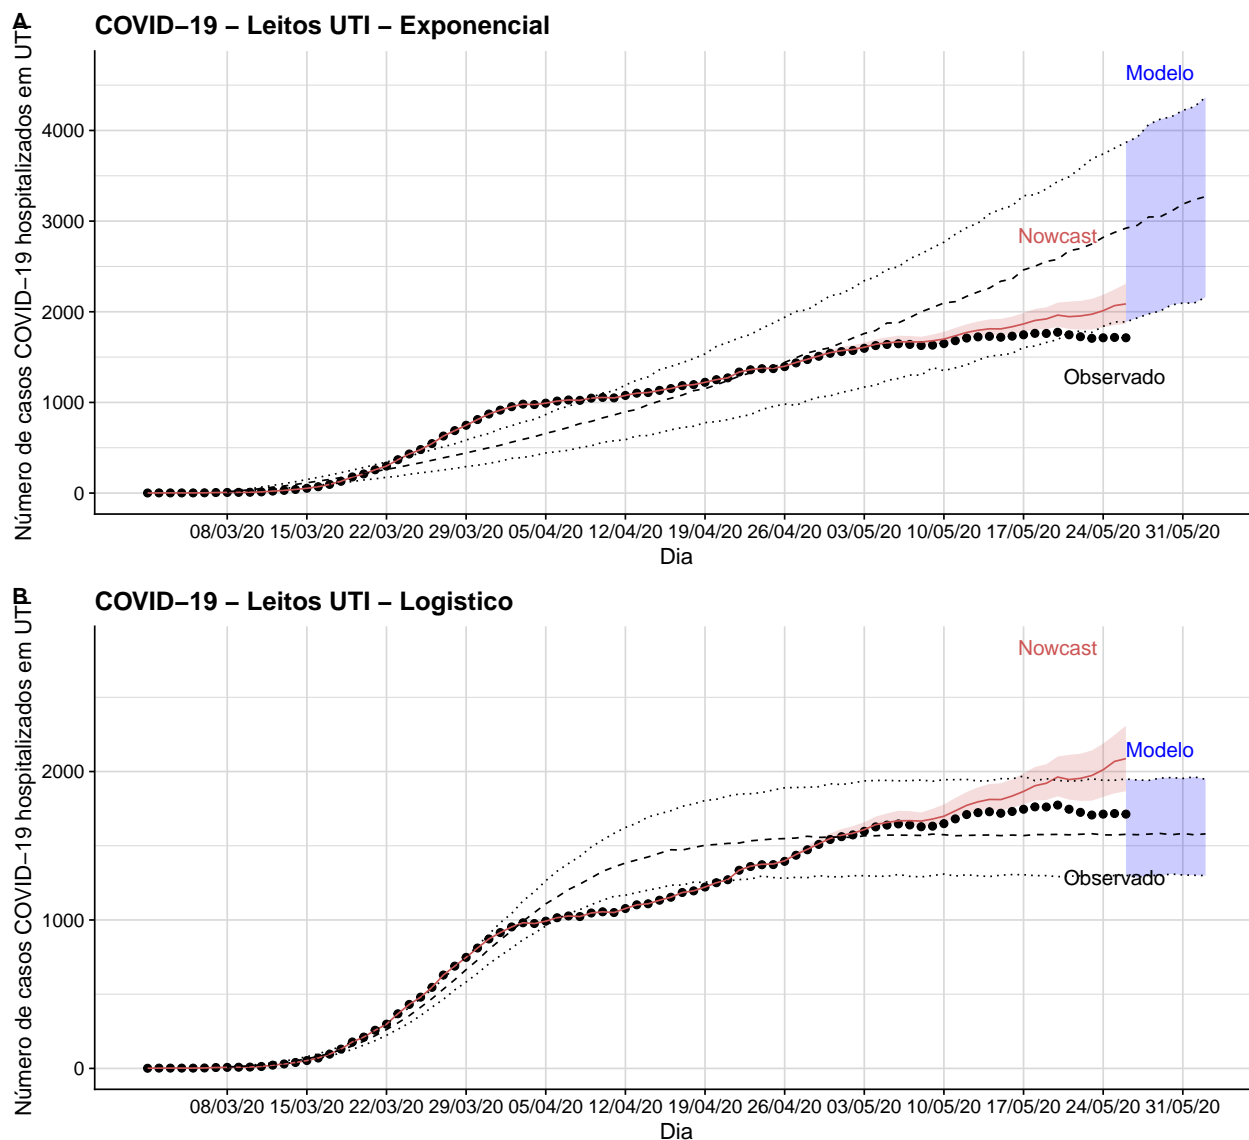 A
COVID−19 − Leitos UTI − Exponencial
Número de casos COVID−19 hospitalizados em UTI
4000
3000
2000
1000
0
Modelo
Nowcast
Observado
08/03/20 15/03/20 22/03/20 29/03/20 05/04/20 12/04/20 19/04/20 26/04/20 03/05/20 10/05/20 17/05/20 24/05/20 31/05/20
Dia
B
COVID−19 − Leitos UTI − Logistico
Número de casos COVID−19 hospitalizados em UTI
Nowcast
2000
Modelo
Observado
1000
0
08/03/20 15/03/20 22/03/20 29/03/20 05/04/20 12/04/20 19/04/20 26/04/20 03/05/20 10/05/20 17/05/20 24/05/20 31/05/20
Dia